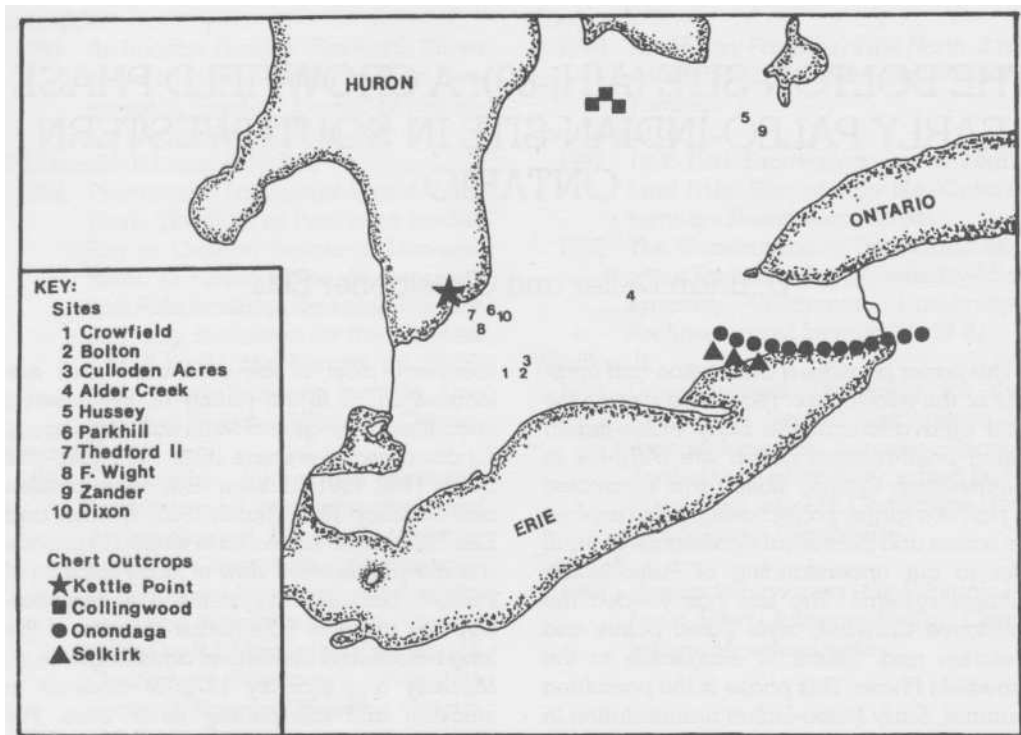 HURON
5
9
ONTARIO
4
7 6 10
8
3
1 2
ERIE
KEY:
Sites
1 Crowfield
2 Bolton
3 Culloden Acres
4 Alder Creek
5 Hussey
6 Parkhill
7 Thedford II
8 F. Wight
9 Zander
10 Dixon
Chert Outcrops
Kettle Point
Collingwood
Onondaga
Selkirk